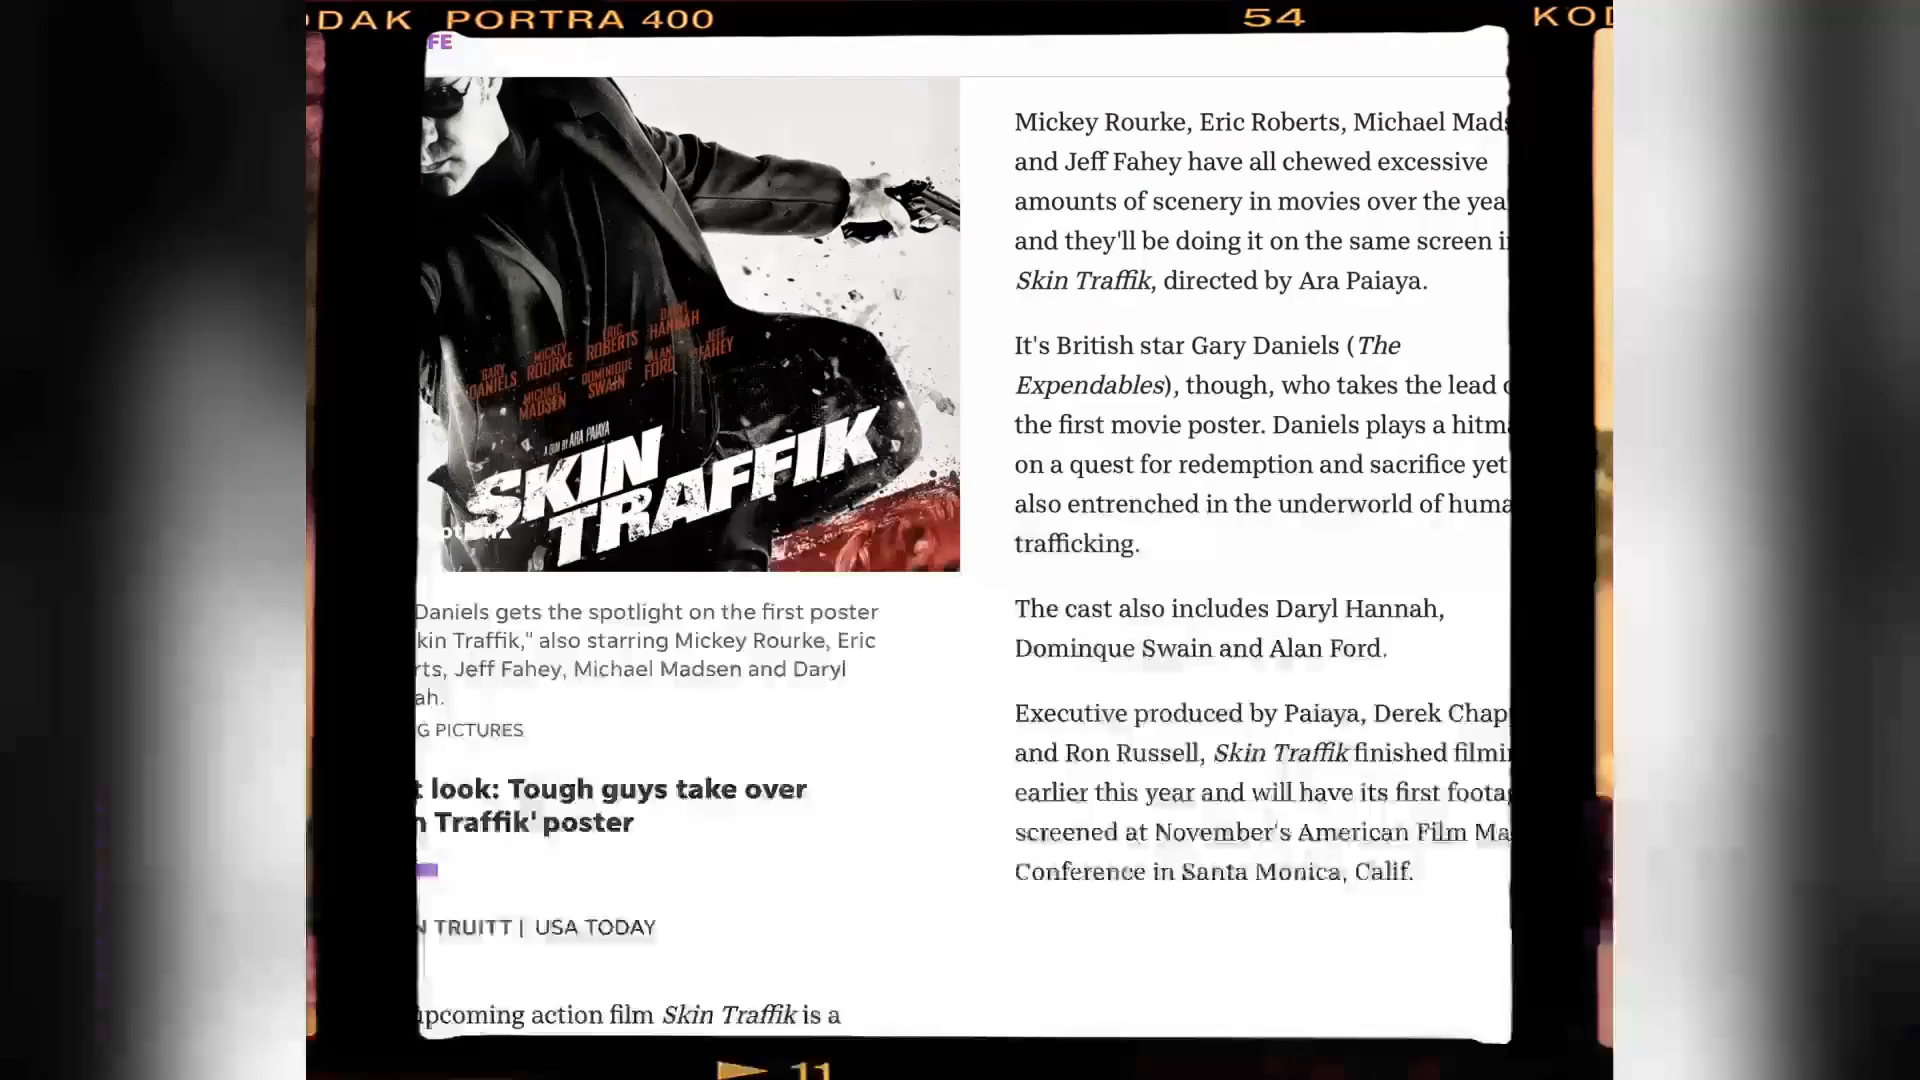 DAK PORTRA 400
54
KOD
FE
GARY DANIELS
MICKEY ROURKE
ERIC ROBERTS
DARYL HANNAH
MICHAEL MADSEN
DOMINIQUE SWAIN
ALAN FORD
JEFF FAHEY
A FILM BY ARA PAIAYA
SKIN
TRAFFIK
Daniels gets the spotlight on the first poster
kin Traffik," also starring Mickey Rourke, Eric
rts, Jeff Fahey, Michael Madsen and Daryl
ah.
G PICTURES
t look: Tough guys take over
n Traffik' poster
N TRUITT | USA TODAY
upcoming action film Skin Traffik is a
Mickey Rourke, Eric Roberts, Michael Mads
and Jeff Fahey have all chewed excessive
amounts of scenery in movies over the yea
and they'll be doing it on the same screen i
Skin Traffik, directed by Ara Paiaya.
It's British star Gary Daniels (The
Expendables), though, who takes the lead o
the first movie poster. Daniels plays a hitm
on a quest for redemption and sacrifice yet
also entrenched in the underworld of huma
trafficking.
The cast also includes Daryl Hannah,
Dominque Swain and Alan Ford.
Executive produced by Paiaya, Derek Chap
and Ron Russell, Skin Traffik finished filmi
earlier this year and will have its first foota
screened at November's American Film Ma
Conference in Santa Monica, Calif.
11